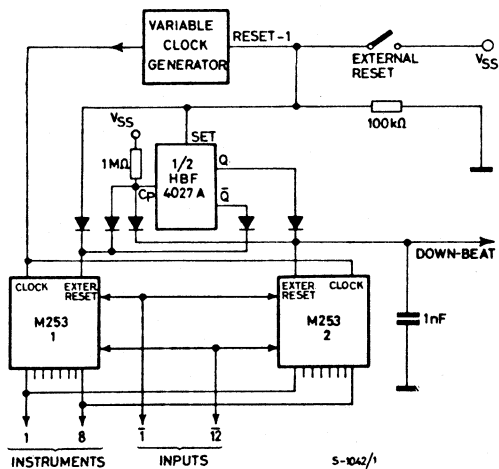 VARIABLE
CLOCK
GENERATOR
RESET-1
EXTERNAL
RESET
VSS
100kΩ
VSS
1MΩ
SET
1/2
HBF
4027A
Q
Q̅
CP
DOWN-BEAT
CLOCK
EXTER.
RESET
M253
1
EXTER.
RESET
CLOCK
M253
2
1nF
1
8
1̅
1̅2̅
INSTRUMENTS
INPUTS
S-1042/1